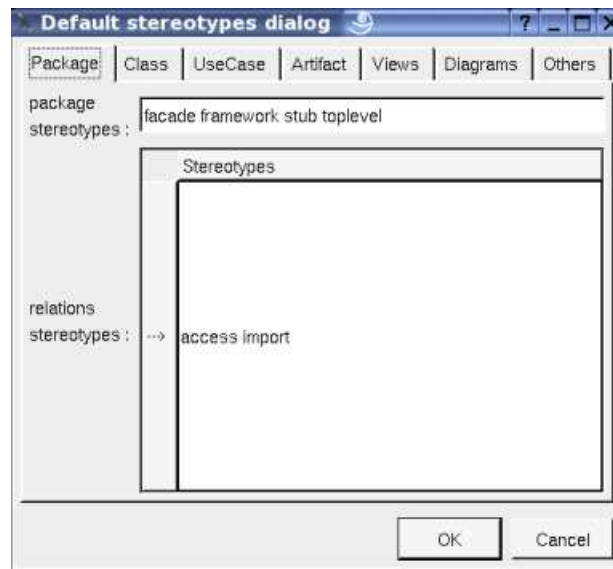 Default stereotypes dialog
Package Class UseCase Artifact Views Diagrams Others
package
stereotypes :
facade framework stub toplevel
Stereotypes
relations
stereotypes :
--> access import
OK Cancel